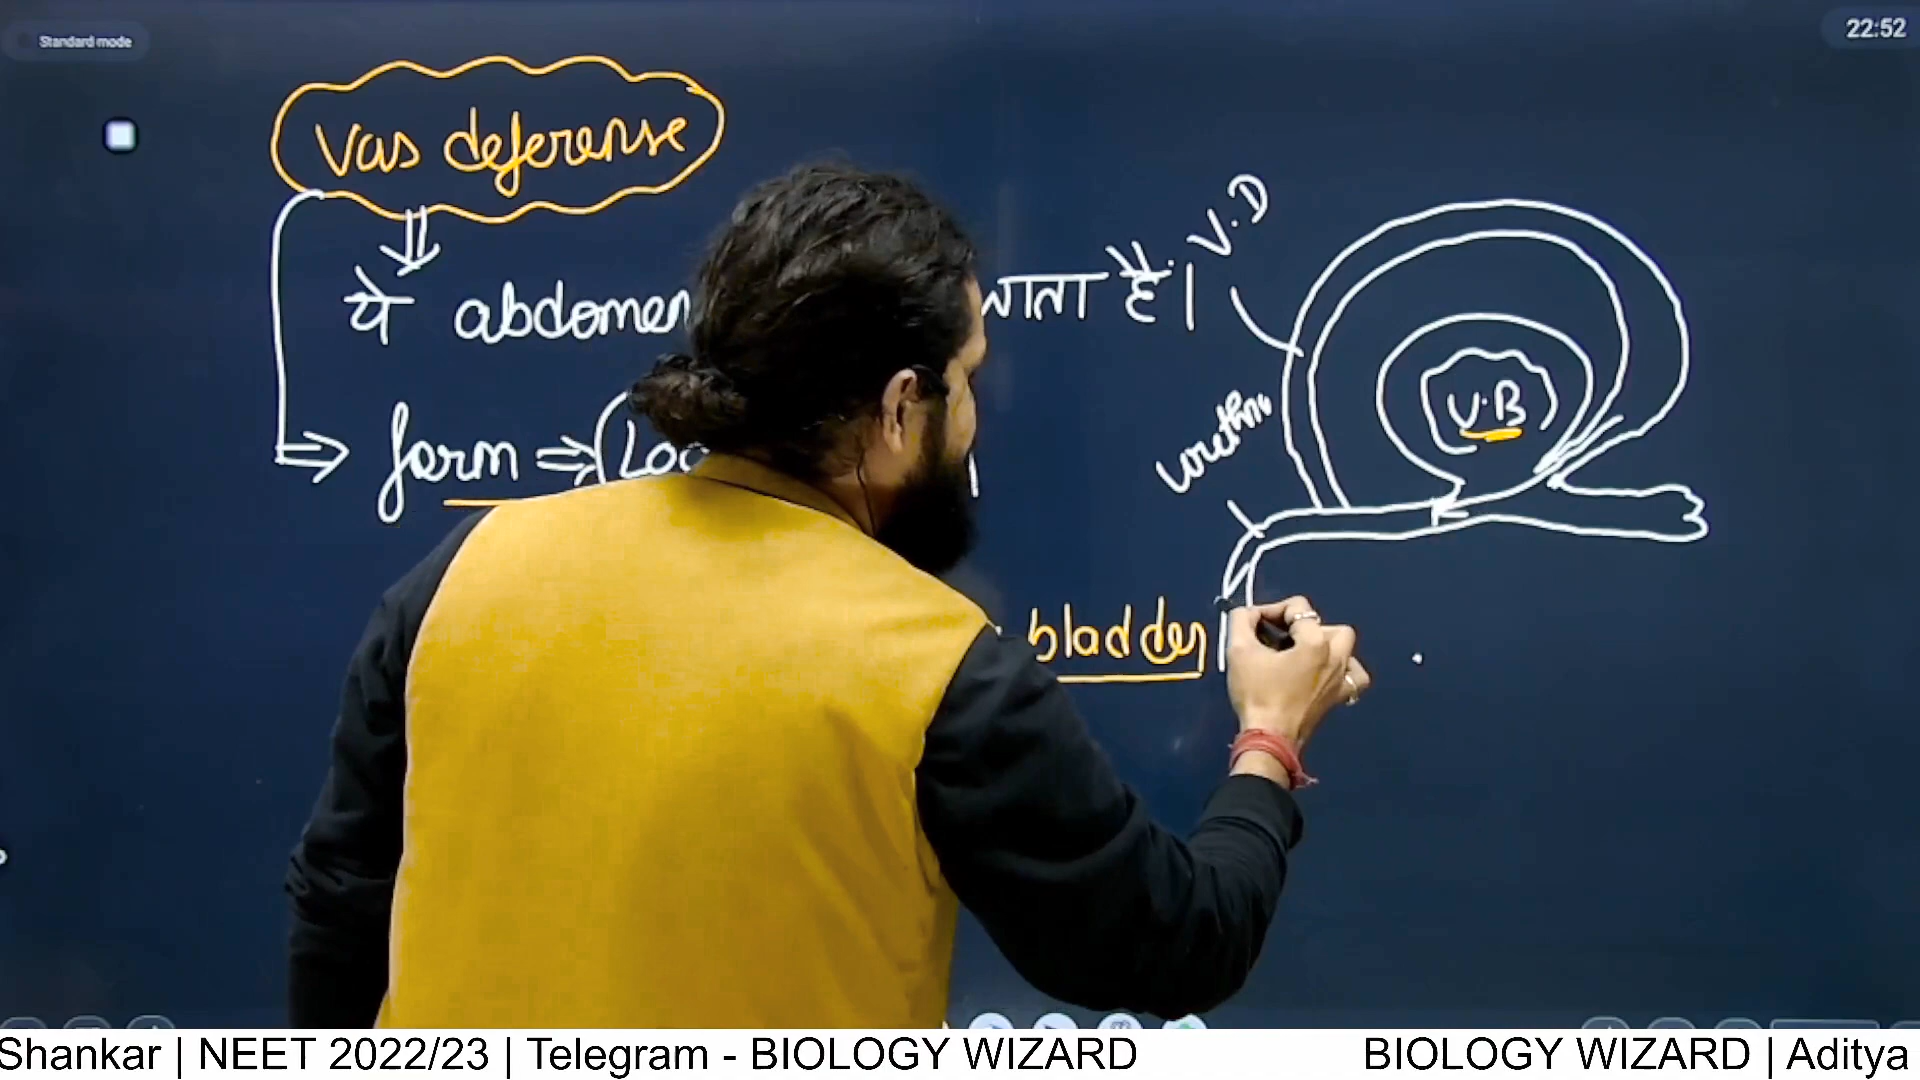 Standard mode
22:52
Vas deferense
ये abdomen
जाता है।
V.D
form ⇒ Loo
urethra
V.B
bladder
Shankar | NEET 2022/23 | Telegram - BIOLOGY WIZARD
BIOLOGY WIZARD | Aditya